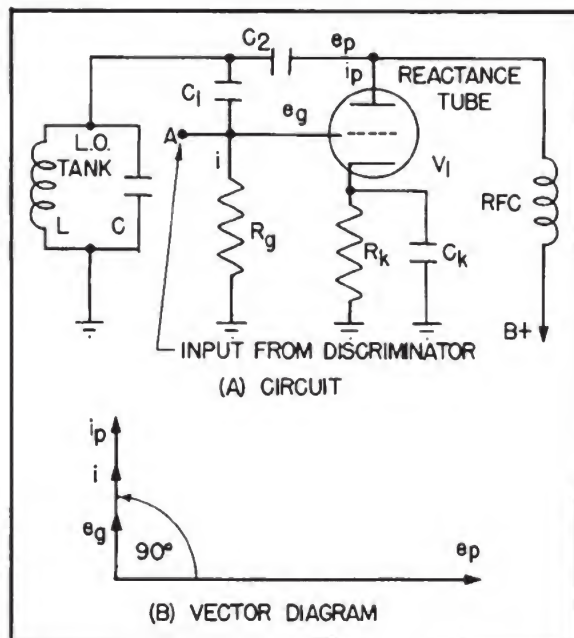 C2
ep
ip
REACTANCE
TUBE
C1
A
eg
L.O.
TANK
i
V1
L
C
Rg
Rk
Ck
RFC
B+
INPUT FROM DISCRIMINATOR
(A) CIRCUIT
ip
i
eg
90°
ep
(B) VECTOR DIAGRAM